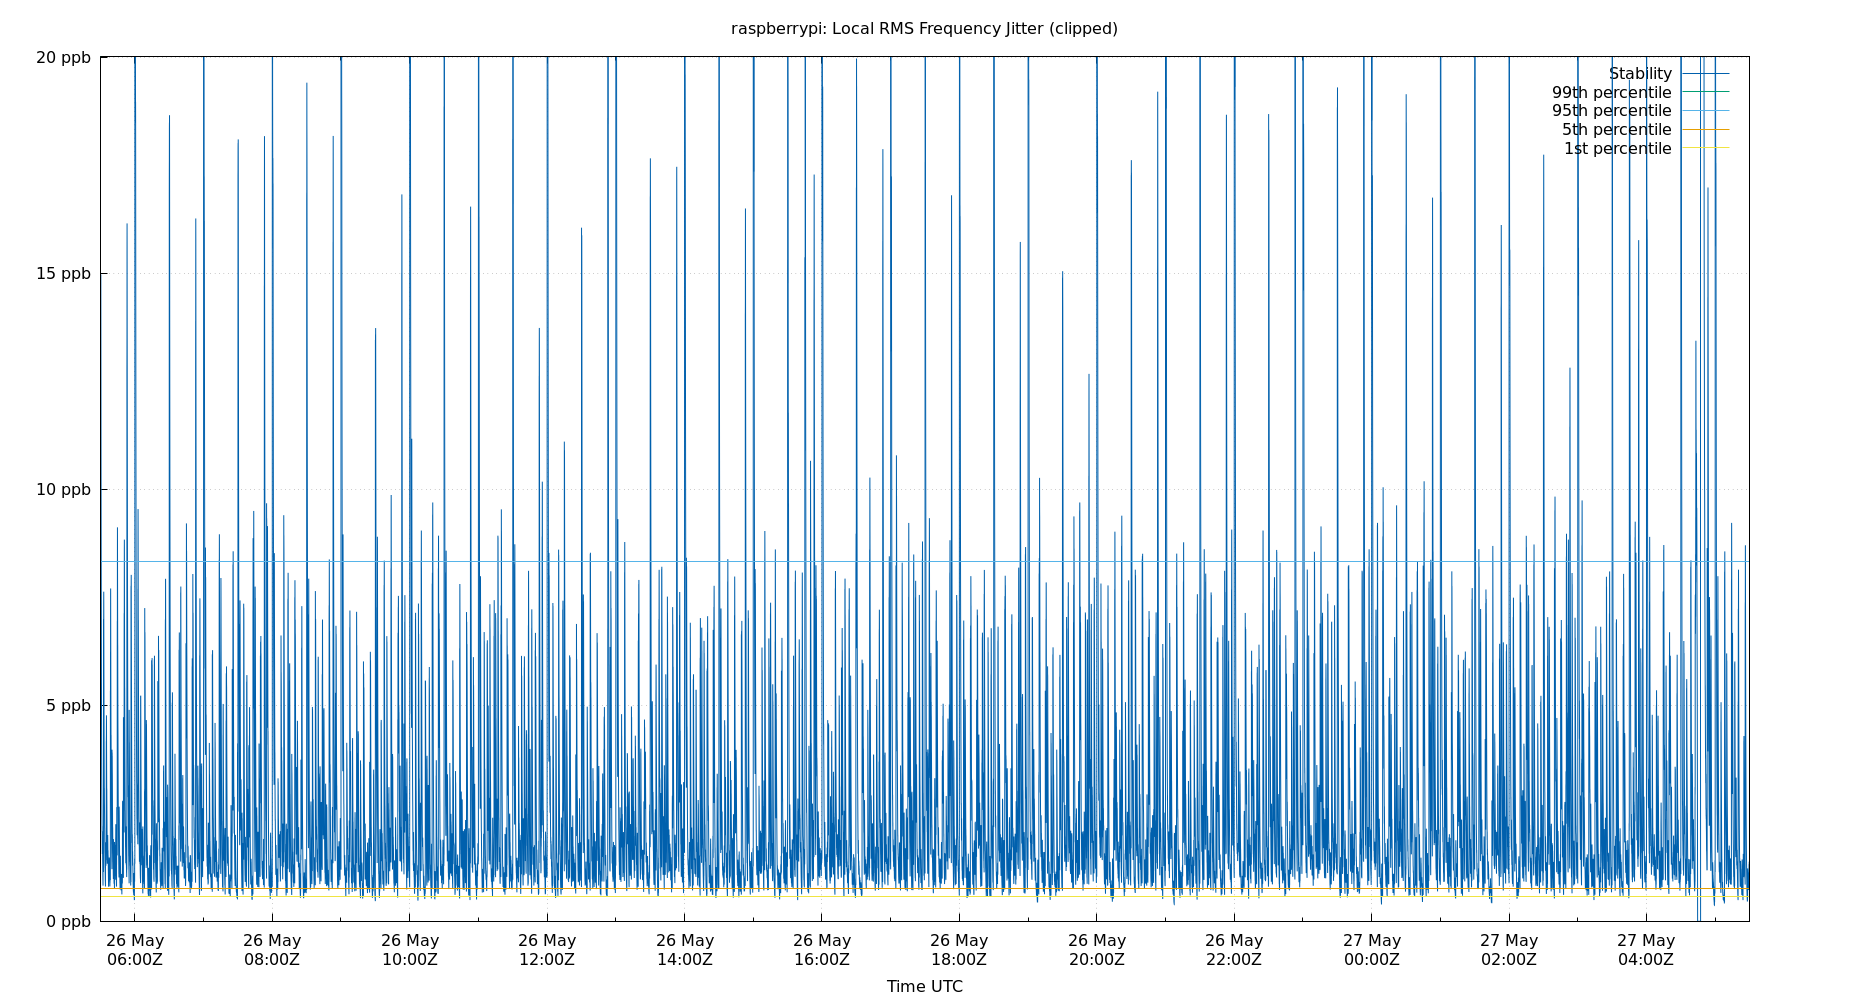 raspberrypi: Local RMS Frequency Jitter (clipped)
20 ppb
15 ppb
10 ppb
5 ppb
0 ppb
Stability
99th percentile
95th percentile
5th percentile
1st percentile
26 May 26 May 26 May 26 May 26 May 26 May 26 May 26 May 26 May 27 May 27 May 27 May
06:00Z 08:00Z 10:00Z 12:00Z 14:00Z 16:00Z 18:00Z 20:00Z 22:00Z 00:00Z 02:00Z 04:00Z
Time UTC